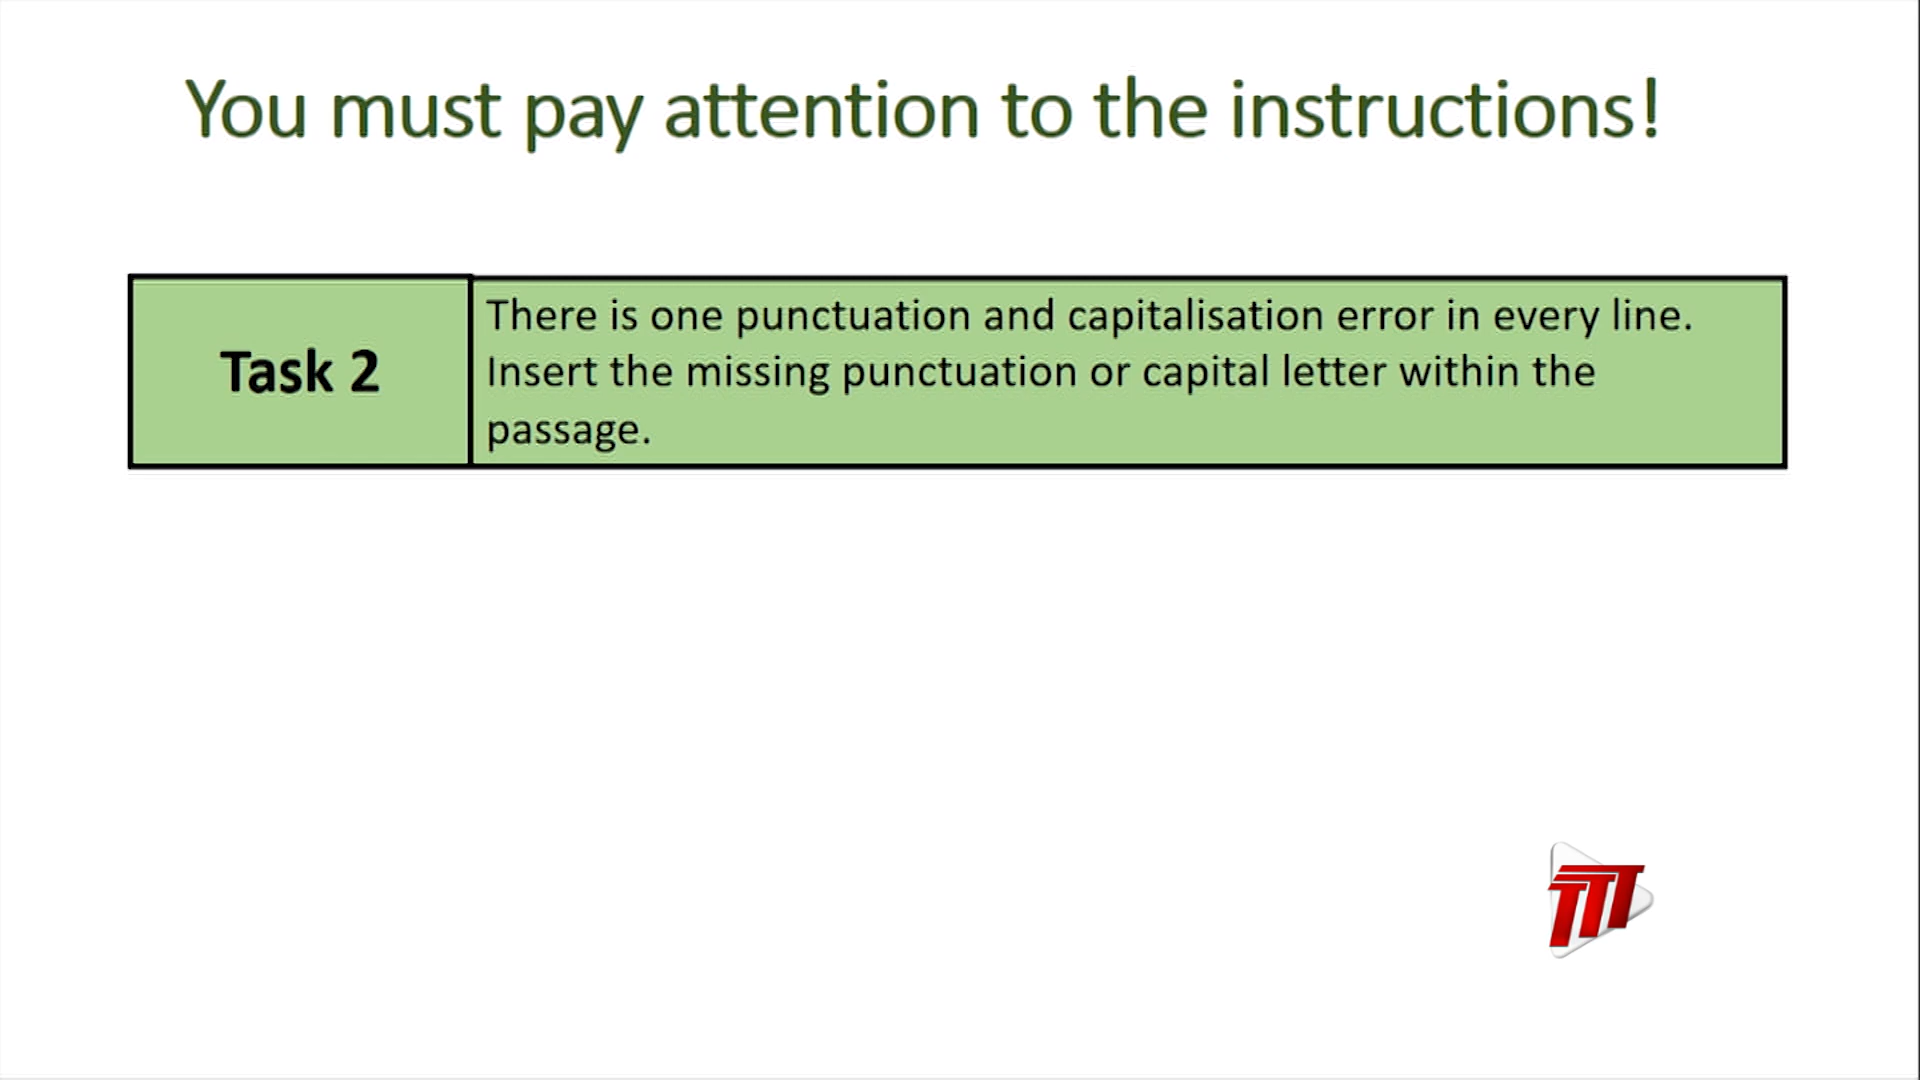 You must pay attention to the instructions!
Task 2
There is one punctuation and capitalisation error in every line.
Insert the missing punctuation or capital letter within the
passage.
TTT